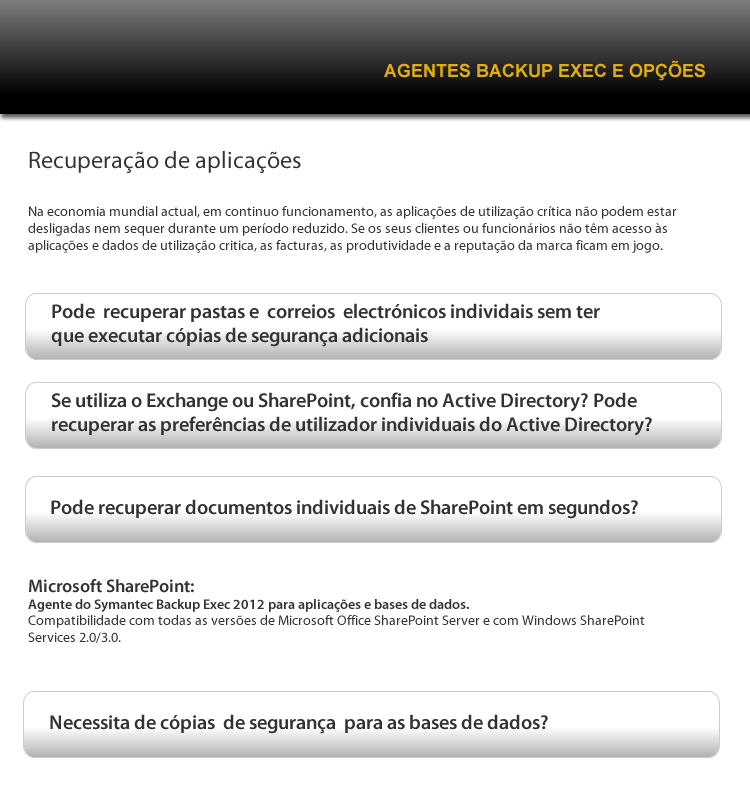 AGENTES BACKUP EXEC E OPÇÕES
Recuperação de aplicações
Na economia mundial actual, em continuo funcionamento, as aplicações de utilização crítica não podem estar
desligadas nem sequer durante um período reduzido. Se os seus clientes ou funcionários não têm acesso às
aplicações e dados de utilização critica, as facturas, as produtividade e a reputação da marca ficam em jogo.
Pode recuperar pastas e correios electrónicos individais sem ter
que executar cópias de segurança adicionais
Se utiliza o Exchange ou SharePoint, confia no Active Directory? Pode
recuperar as preferências de utilizador individuais do Active Directory?
Pode recuperar documentos individuais de SharePoint em segundos?
Microsoft SharePoint:
Agente do Symantec Backup Exec 2012 para aplicações e bases de dados.
Compatibilidade com todas as versões de Microsoft Office SharePoint Server e com Windows SharePoint
Services 2.0/3.0.
Necessita de cópias de segurança para as bases de dados?